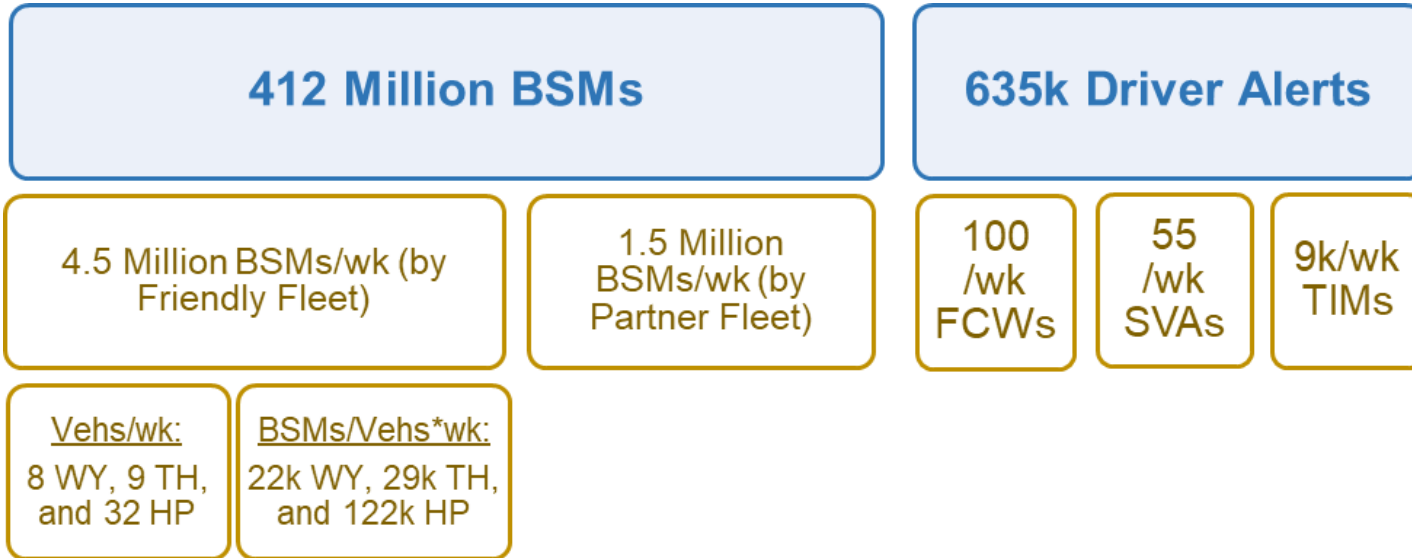 412 Million BSMs
635k Driver Alerts
4.5 Million BSMs/wk (by
Friendly Fleet)
1.5 Million
BSMs/wk (by
Partner Fleet)
100
/wk
FCWs
55
/wk
SVAs
9k/wk
TIMs
Vehs/wk:
8 WY, 9 TH,
and 32 HP
BSMs/Vehs*wk:
22k WY, 29k TH,
and 122k HP